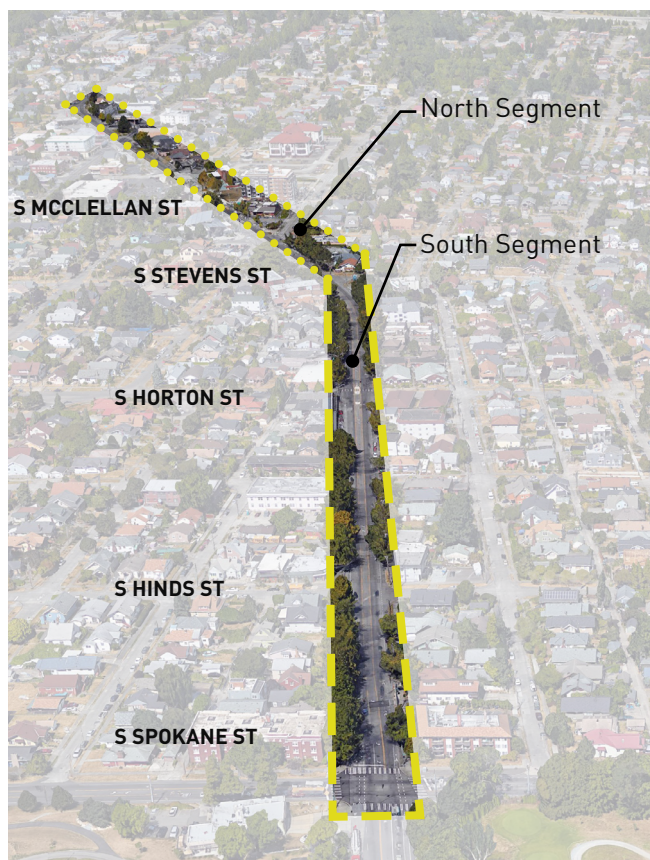 North Segment
S MCCLELLAN ST
South Segment
S STEVENS ST
S HORTON ST
S HINDS ST
S SPOKANE ST